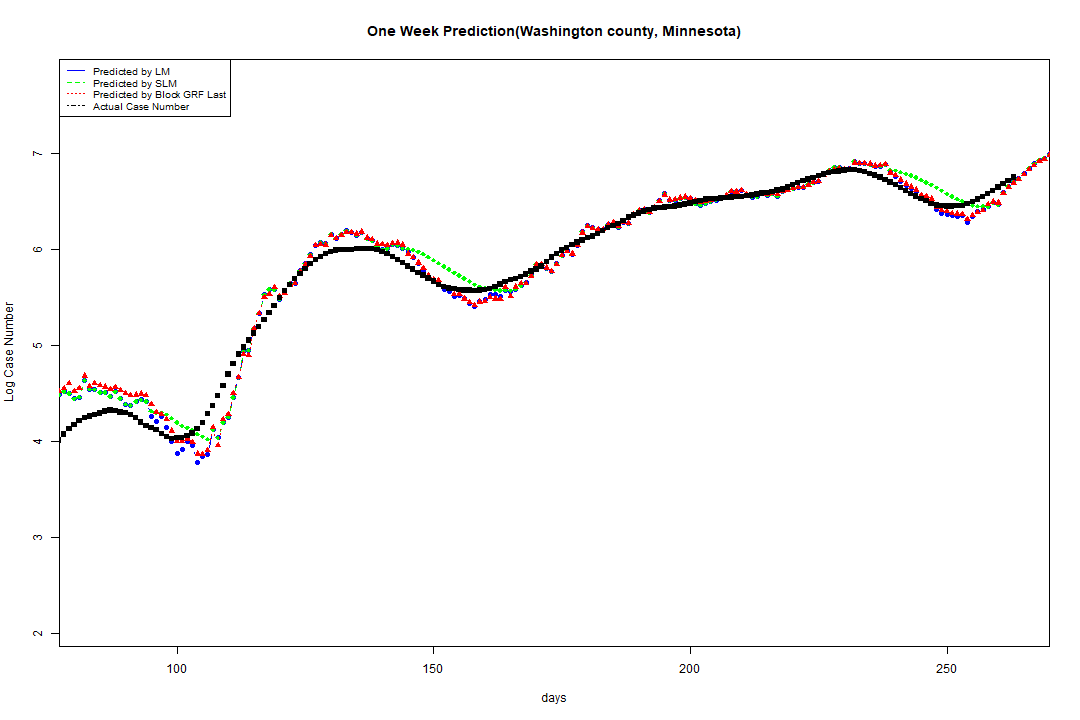 One Week Prediction(Washington county, Minnesota)
Predicted by LM
Predicted by SLM
Predicted by Block GRF Last
Actual Case Number
Log Case Number
7
6
5
4
3
2
100 150 200 250
days